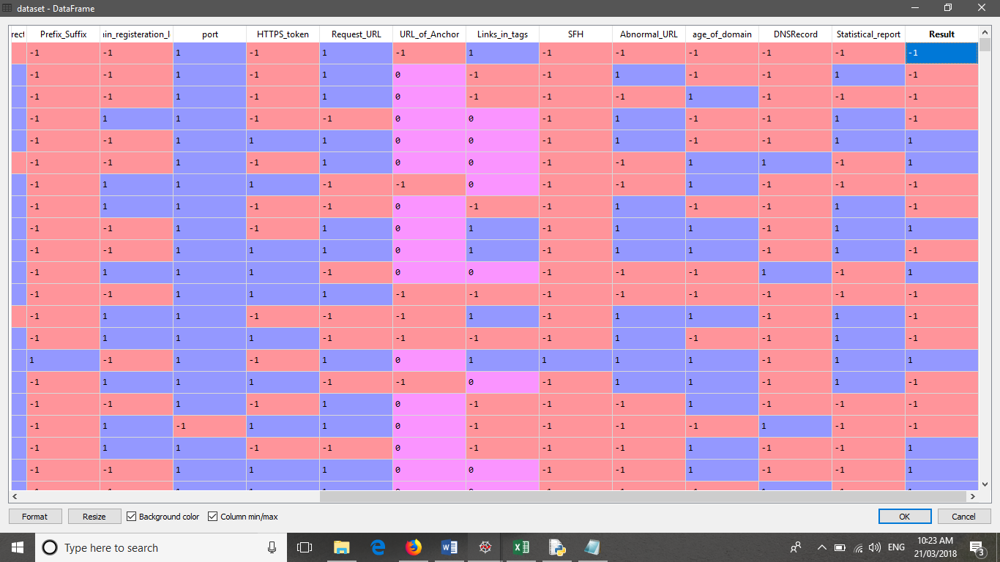 dataset - DataFrame
rect Prefix_Suffix iin_registeration_l port HTTPS_token Request_URL URL_of_Anchor Links_in_tags SFH Abnormal_URL age_of_domain DNSRecord Statistical_report Result
-1 -1 1 -1 1 -1 1 -1 -1 -1 -1 -1 -1
-1 -1 1 -1 1 0 -1 -1 1 -1 -1 1 -1
-1 -1 1 -1 1 0 -1 -1 -1 1 -1 -1 -1
-1 1 1 -1 -1 0 0 -1 1 -1 -1 1 -1
-1 -1 1 1 1 0 0 -1 1 -1 -1 1 1
-1 -1 1 -1 1 0 0 -1 -1 1 1 -1 1
-1 1 1 1 -1 -1 0 -1 -1 1 -1 -1 -1
-1 1 1 -1 -1 0 -1 -1 1 -1 -1 1 -1
-1 -1 1 -1 1 0 1 -1 1 1 -1 1 1
-1 -1 1 1 1 0 1 -1 1 1 -1 1 -1
-1 1 1 1 -1 0 0 -1 -1 -1 1 -1 1
-1 -1 1 1 1 -1 -1 -1 -1 -1 -1 -1 -1
-1 1 1 -1 -1 -1 1 -1 1 1 -1 1 -1
-1 1 1 1 -1 -1 -1 -1 1 -1 -1 1 -1
1 -1 1 -1 1 0 1 1 1 1 -1 1 1
-1 1 1 1 -1 -1 0 -1 1 1 -1 1 -1
-1 -1 1 -1 1 0 -1 -1 -1 1 -1 -1 -1
-1 1 -1 1 1 0 -1 -1 -1 -1 1 -1 -1
-1 1 1 -1 -1 0 -1 -1 -1 1 -1 -1 1
-1 -1 1 1 1 0 0 -1 -1 1 -1 -1 1
Format Resize Background color Column min/max OK Cancel
Type here to search ENG 10:23 AM
21/03/2018 3